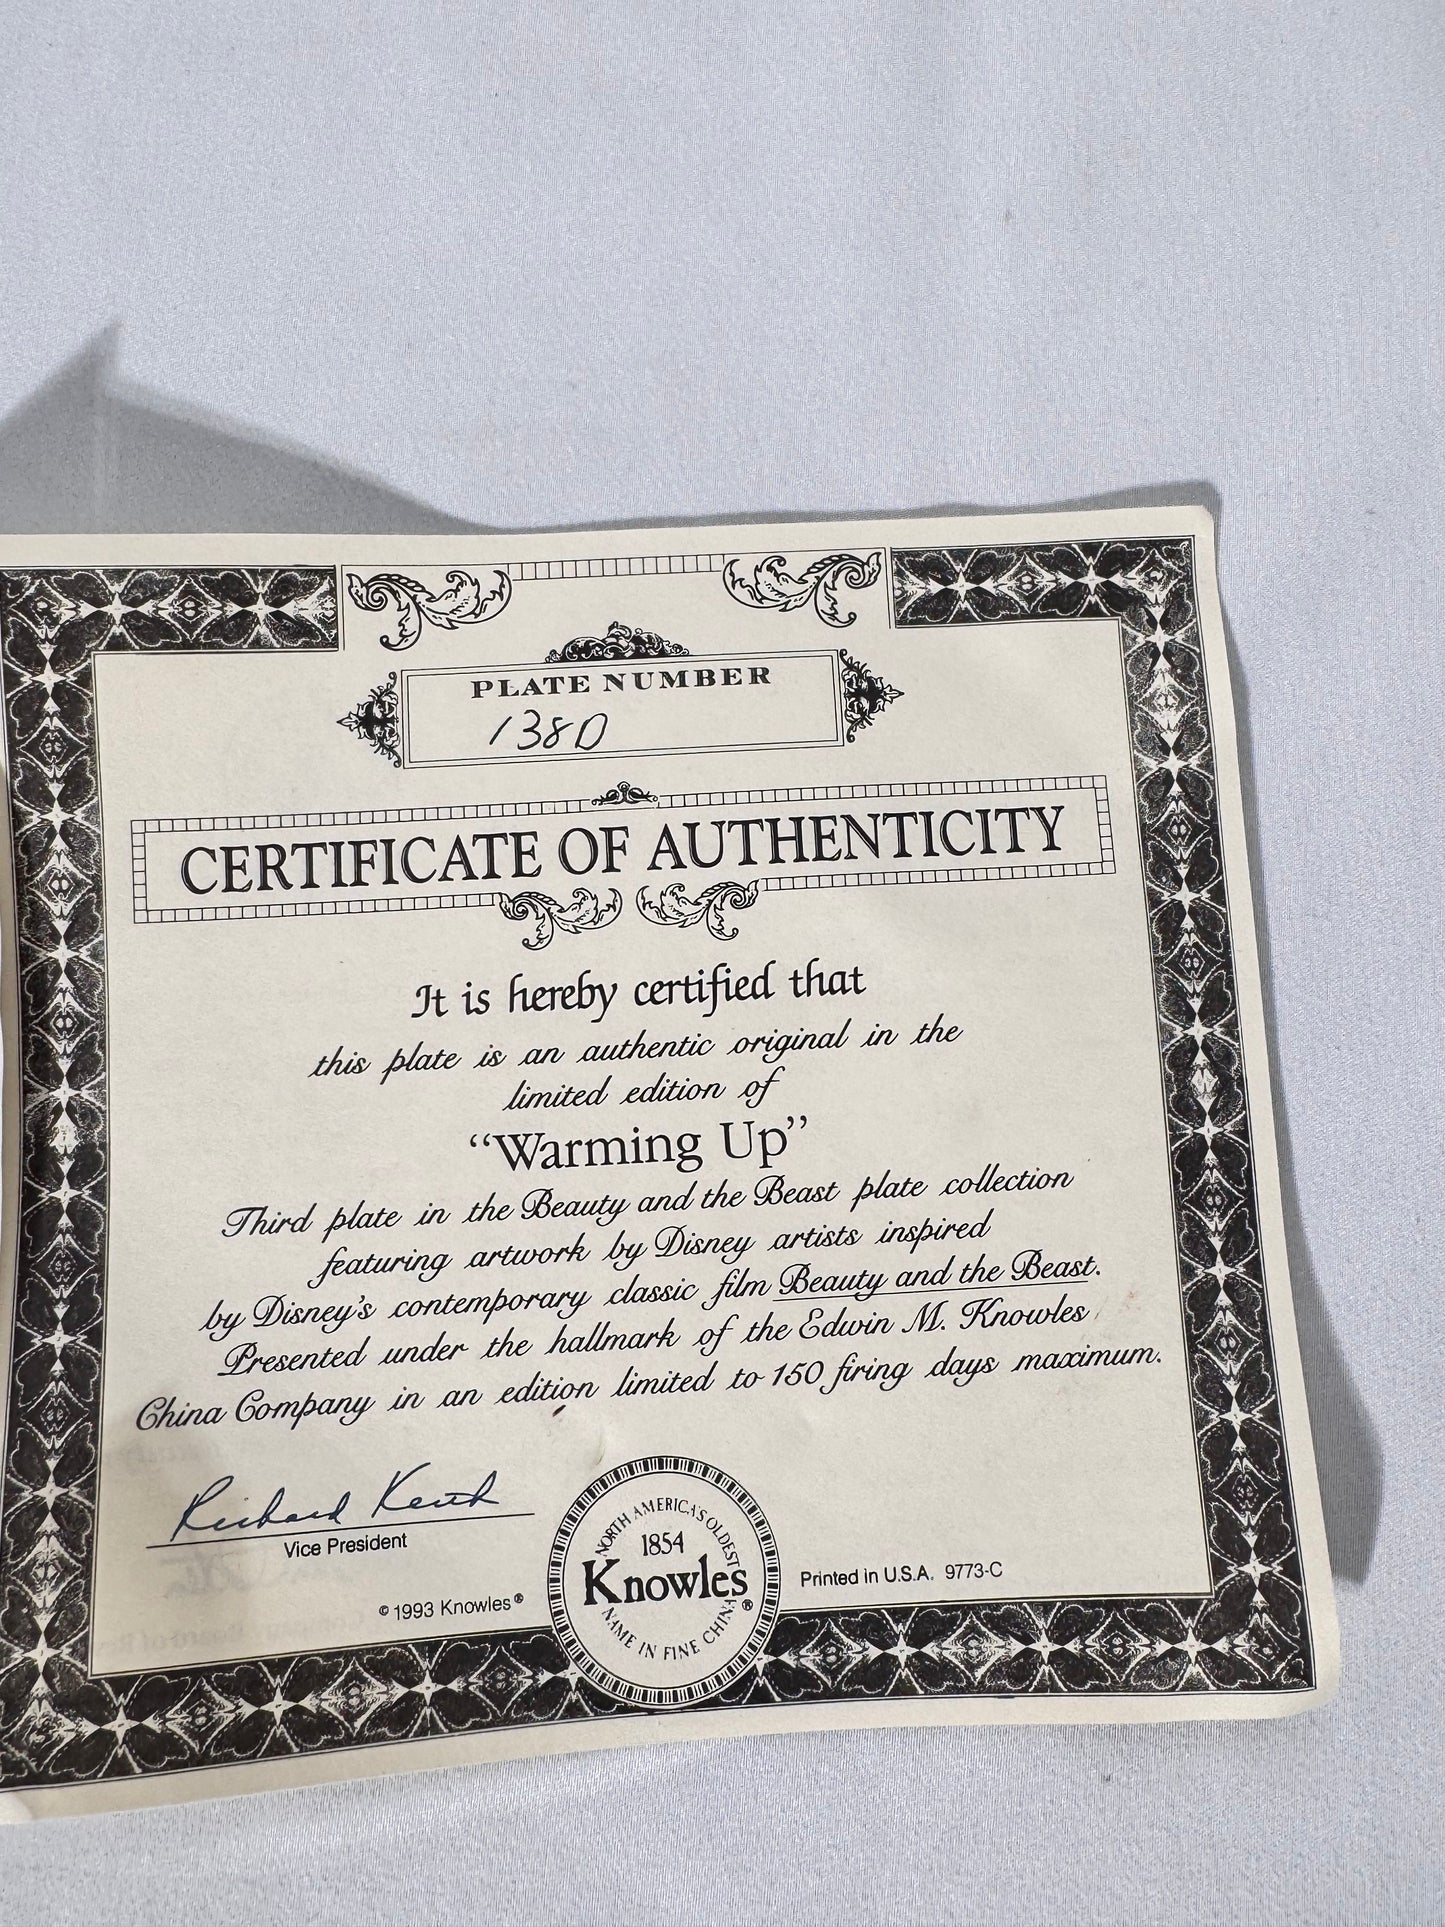 PLATE NUMBER
138D
CERTIFICATE OF AUTHENTICITY
It is hereby certified that
this plate is an authentic original in the
limited edition of
“Warming Up”
Third plate in the Beauty and the Beast plate collection
featuring artwork by Disney artists inspired
by Disney's contemporary classic film Beauty and the Beast.
Presented under the hallmark of the Edwin M. Knowles
China Company in an edition limited to 150 firing days maximum.
Richard Kent
Vice President
© 1993 Knowles®
NORTH AMERICA'S OLDEST
1854
Knowles®
NAME IN FINE CHINA
Printed in U.S.A. 9773-C